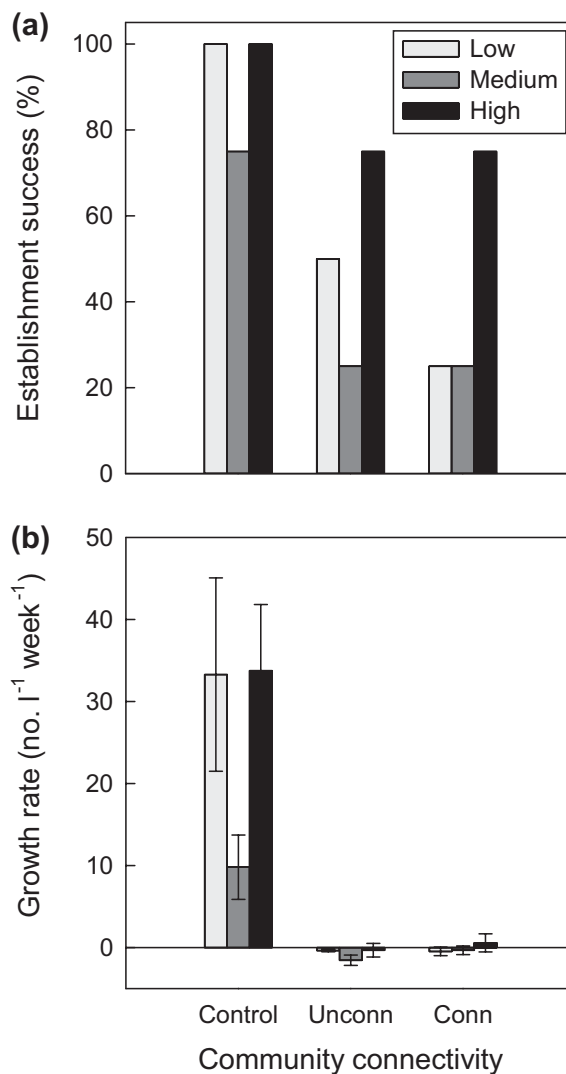 (a)
Establishment success (%)
100
80
60
40
20
0
Low
Medium
High
(b)
Growth rate (no. l⁻¹ week⁻¹)
50
40
30
20
10
0
Control Unconn Conn
Community connectivity